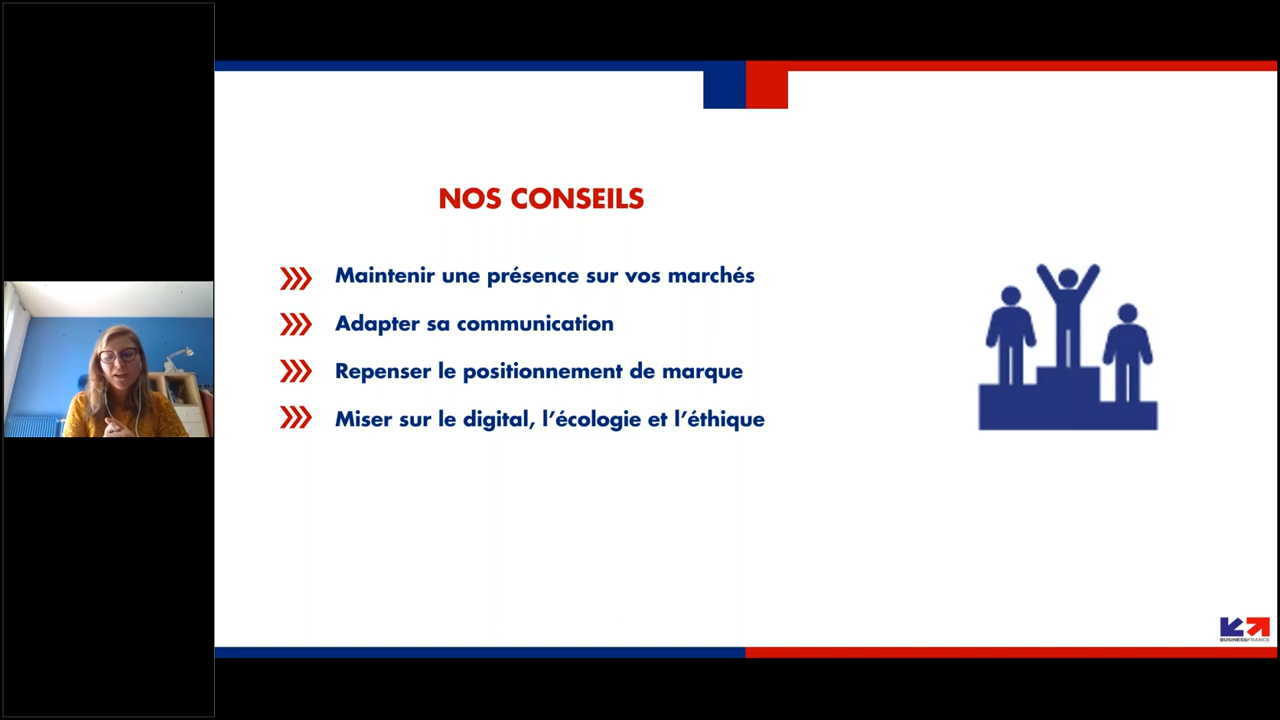 NOS CONSEILS
Maintenir une présence sur vos marchés
Adapter sa communication
Repenser le positionnement de marque
Miser sur le digital, l’écologie et l’éthique
BUSINESSFRANCE